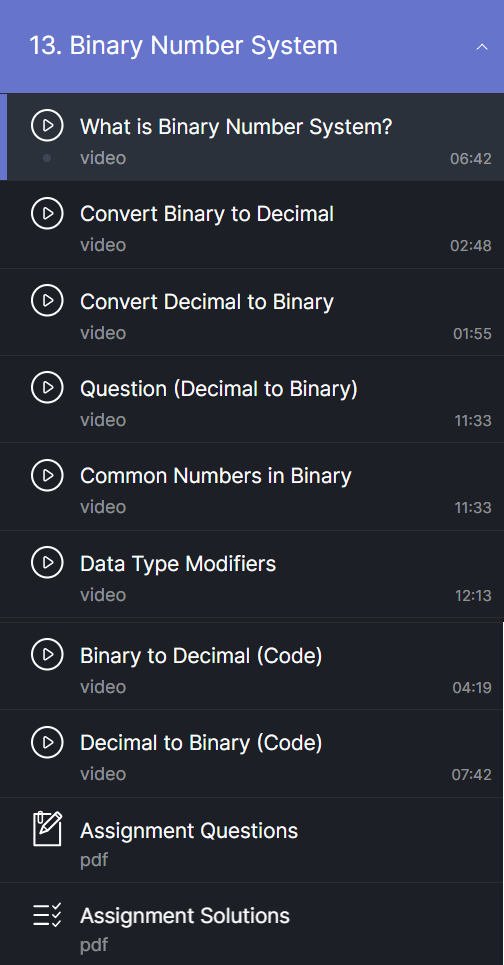 13. Binary Number System
What is Binary Number System?
video 06:42
Convert Binary to Decimal
video 02:48
Convert Decimal to Binary
video 01:55
Question (Decimal to Binary)
video 11:33
Common Numbers in Binary
video 11:33
Data Type Modifiers
video 12:13
Binary to Decimal (Code)
video 04:19
Decimal to Binary (Code)
video 07:42
Assignment Questions
pdf
Assignment Solutions
pdf